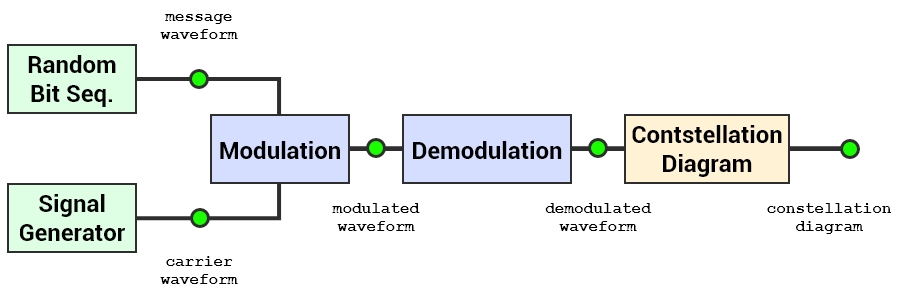 message
waveform
Random
Bit Seq.
Modulation
Demodulation
Contstellation
Diagram
Signal
Generator
modulated
waveform
demodulated
waveform
constellation
diagram
carrier
waveform